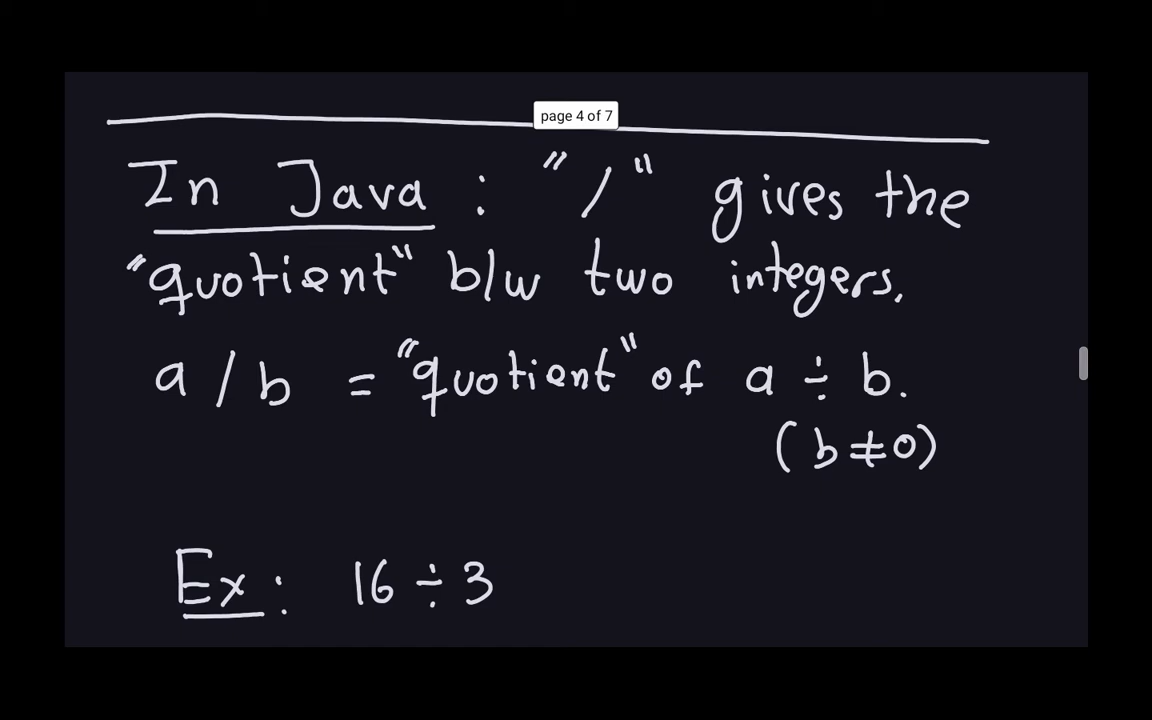 page 4 of 7
In Java : "/" gives the
"quotient" b/w two integers.
a / b = "quotient" of a ÷ b.
(b ≠ 0)
Ex: 16 ÷ 3